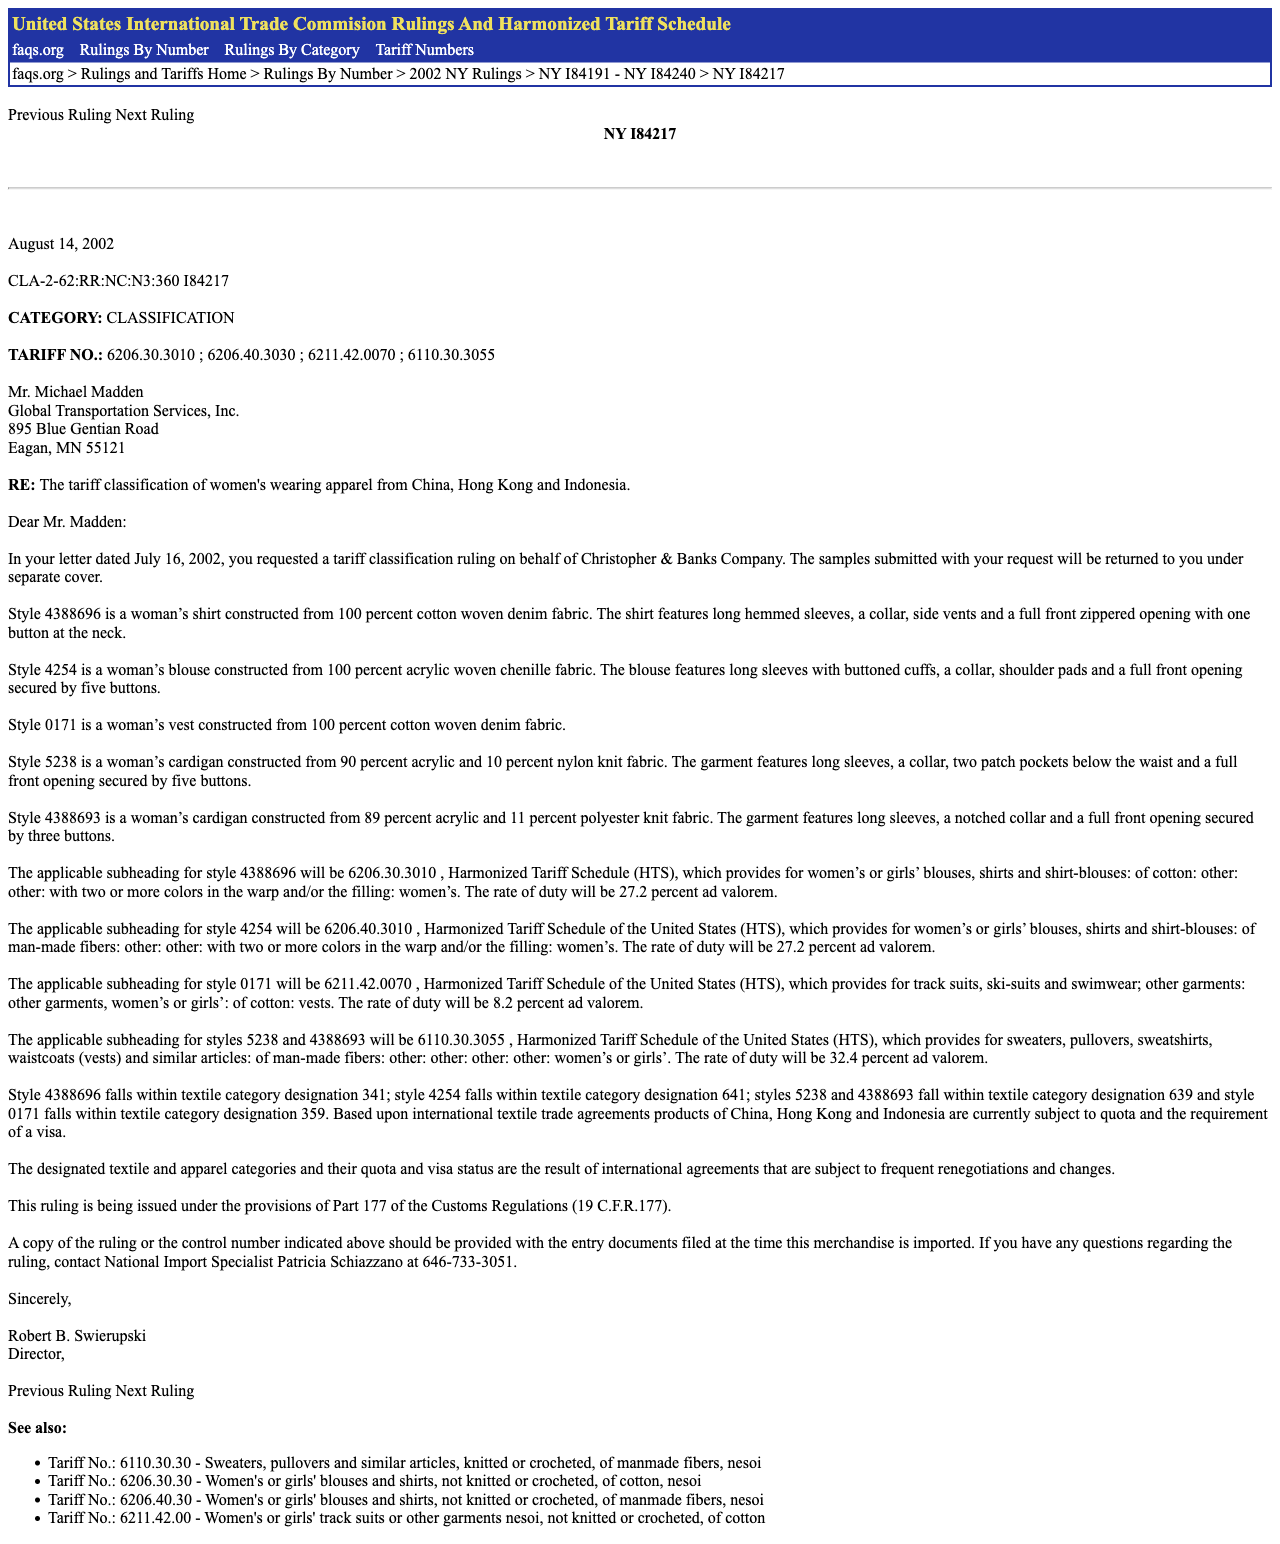 United States International Trade Commision Rulings And Harmonized Tariff Schedule
faqs.org Rulings By Number Rulings By Category Tariff Numbers
faqs.org > Rulings and Tariffs Home > Rulings By Number > 2002 NY Rulings > NY I84191 - NY I84240 > NY I84217
Previous Ruling Next Ruling
NY I84217
August 14, 2002
CLA-2-62:RR:NC:N3:360 I84217
CATEGORY: CLASSIFICATION
TARIFF NO.: 6206.30.3010 ; 6206.40.3030 ; 6211.42.0070 ; 6110.30.3055
Mr. Michael Madden
Global Transportation Services, Inc.
895 Blue Gentian Road
Eagan, MN 55121
RE: The tariff classification of women's wearing apparel from China, Hong Kong and Indonesia.
Dear Mr. Madden:
In your letter dated July 16, 2002, you requested a tariff classification ruling on behalf of Christopher & Banks Company. The samples submitted with your request will be returned to you under
separate cover.
Style 4388696 is a woman’s shirt constructed from 100 percent cotton woven denim fabric. The shirt features long hemmed sleeves, a collar, side vents and a full front zippered opening with one
button at the neck.
Style 4254 is a woman’s blouse constructed from 100 percent acrylic woven chenille fabric. The blouse features long sleeves with buttoned cuffs, a collar, shoulder pads and a full front opening
secured by five buttons.
Style 0171 is a woman’s vest constructed from 100 percent cotton woven denim fabric.
Style 5238 is a woman’s cardigan constructed from 90 percent acrylic and 10 percent nylon knit fabric. The garment features long sleeves, a collar, two patch pockets below the waist and a full
front opening secured by five buttons.
Style 4388693 is a woman’s cardigan constructed from 89 percent acrylic and 11 percent polyester knit fabric. The garment features long sleeves, a notched collar and a full front opening secured
by three buttons.
The applicable subheading for style 4388696 will be 6206.30.3010 , Harmonized Tariff Schedule (HTS), which provides for women’s or girls’ blouses, shirts and shirt-blouses: of cotton: other:
other: with two or more colors in the warp and/or the filling: women’s. The rate of duty will be 27.2 percent ad valorem.
The applicable subheading for style 4254 will be 6206.40.3010 , Harmonized Tariff Schedule of the United States (HTS), which provides for women’s or girls’ blouses, shirts and shirt-blouses: of
man-made fibers: other: other: with two or more colors in the warp and/or the filling: women’s. The rate of duty will be 27.2 percent ad valorem.
The applicable subheading for style 0171 will be 6211.42.0070 , Harmonized Tariff Schedule of the United States (HTS), which provides for track suits, ski-suits and swimwear; other garments:
other garments, women’s or girls’: of cotton: vests. The rate of duty will be 8.2 percent ad valorem.
The applicable subheading for styles 5238 and 4388693 will be 6110.30.3055 , Harmonized Tariff Schedule of the United States (HTS), which provides for sweaters, pullovers, sweatshirts,
waistcoats (vests) and similar articles: of man-made fibers: other: other: other: other: women’s or girls’. The rate of duty will be 32.4 percent ad valorem.
Style 4388696 falls within textile category designation 341; style 4254 falls within textile category designation 641; styles 5238 and 4388693 fall within textile category designation 639 and style
0171 falls within textile category designation 359. Based upon international textile trade agreements products of China, Hong Kong and Indonesia are currently subject to quota and the requirement
of a visa.
The designated textile and apparel categories and their quota and visa status are the result of international agreements that are subject to frequent renegotiations and changes.
This ruling is being issued under the provisions of Part 177 of the Customs Regulations (19 C.F.R.177).
A copy of the ruling or the control number indicated above should be provided with the entry documents filed at the time this merchandise is imported. If you have any questions regarding the
ruling, contact National Import Specialist Patricia Schiazzano at 646-733-3051.
Sincerely,
Robert B. Swierupski
Director,
Previous Ruling Next Ruling
See also:
• Tariff No.: 6110.30.30 - Sweaters, pullovers and similar articles, knitted or crocheted, of manmade fibers, nesoi
• Tariff No.: 6206.30.30 - Women's or girls' blouses and shirts, not knitted or crocheted, of cotton, nesoi
• Tariff No.: 6206.40.30 - Women's or girls' blouses and shirts, not knitted or crocheted, of manmade fibers, nesoi
• Tariff No.: 6211.42.00 - Women's or girls' track suits or other garments nesoi, not knitted or crocheted, of cotton